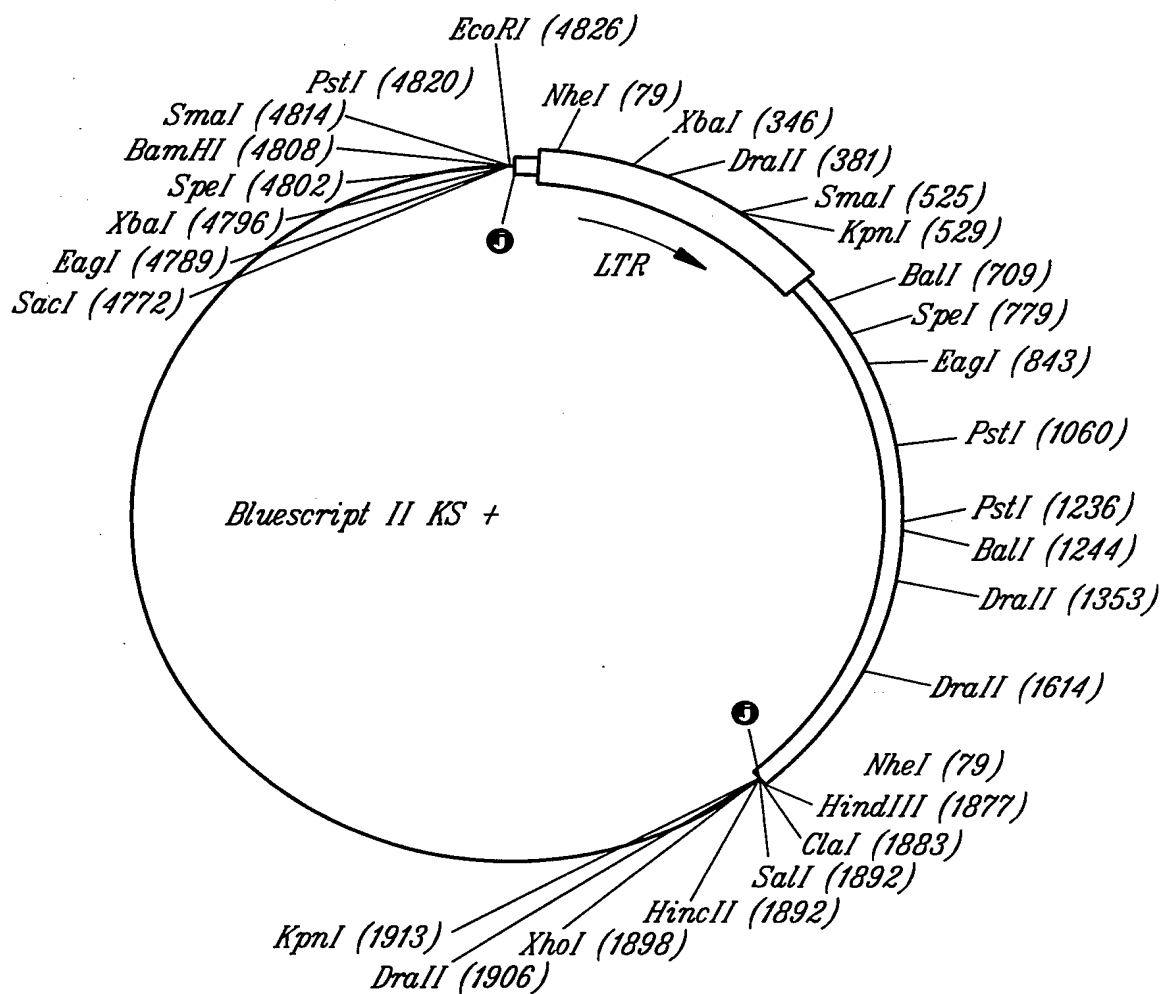 EcoRI (4826)
PstI (4820)
SmaI (4814)
BamHI (4808)
SpeI (4802)
XbaI (4796)
EagI (4789)
SacI (4772)
NheI (79)
XbaI (346)
DraII (381)
SmaI (525)
KpnI (529)
BalI (709)
SpeI (779)
EagI (843)
PstI (1060)
PstI (1236)
BalI (1244)
DraII (1353)
DraII (1614)
J
LTR
Bluescript II KS +
J
NheI (79)
HindIII (1877)
ClaI (1883)
SalI (1892)
HincII (1892)
XhoI (1898)
DraII (1906)
KpnI (1913)